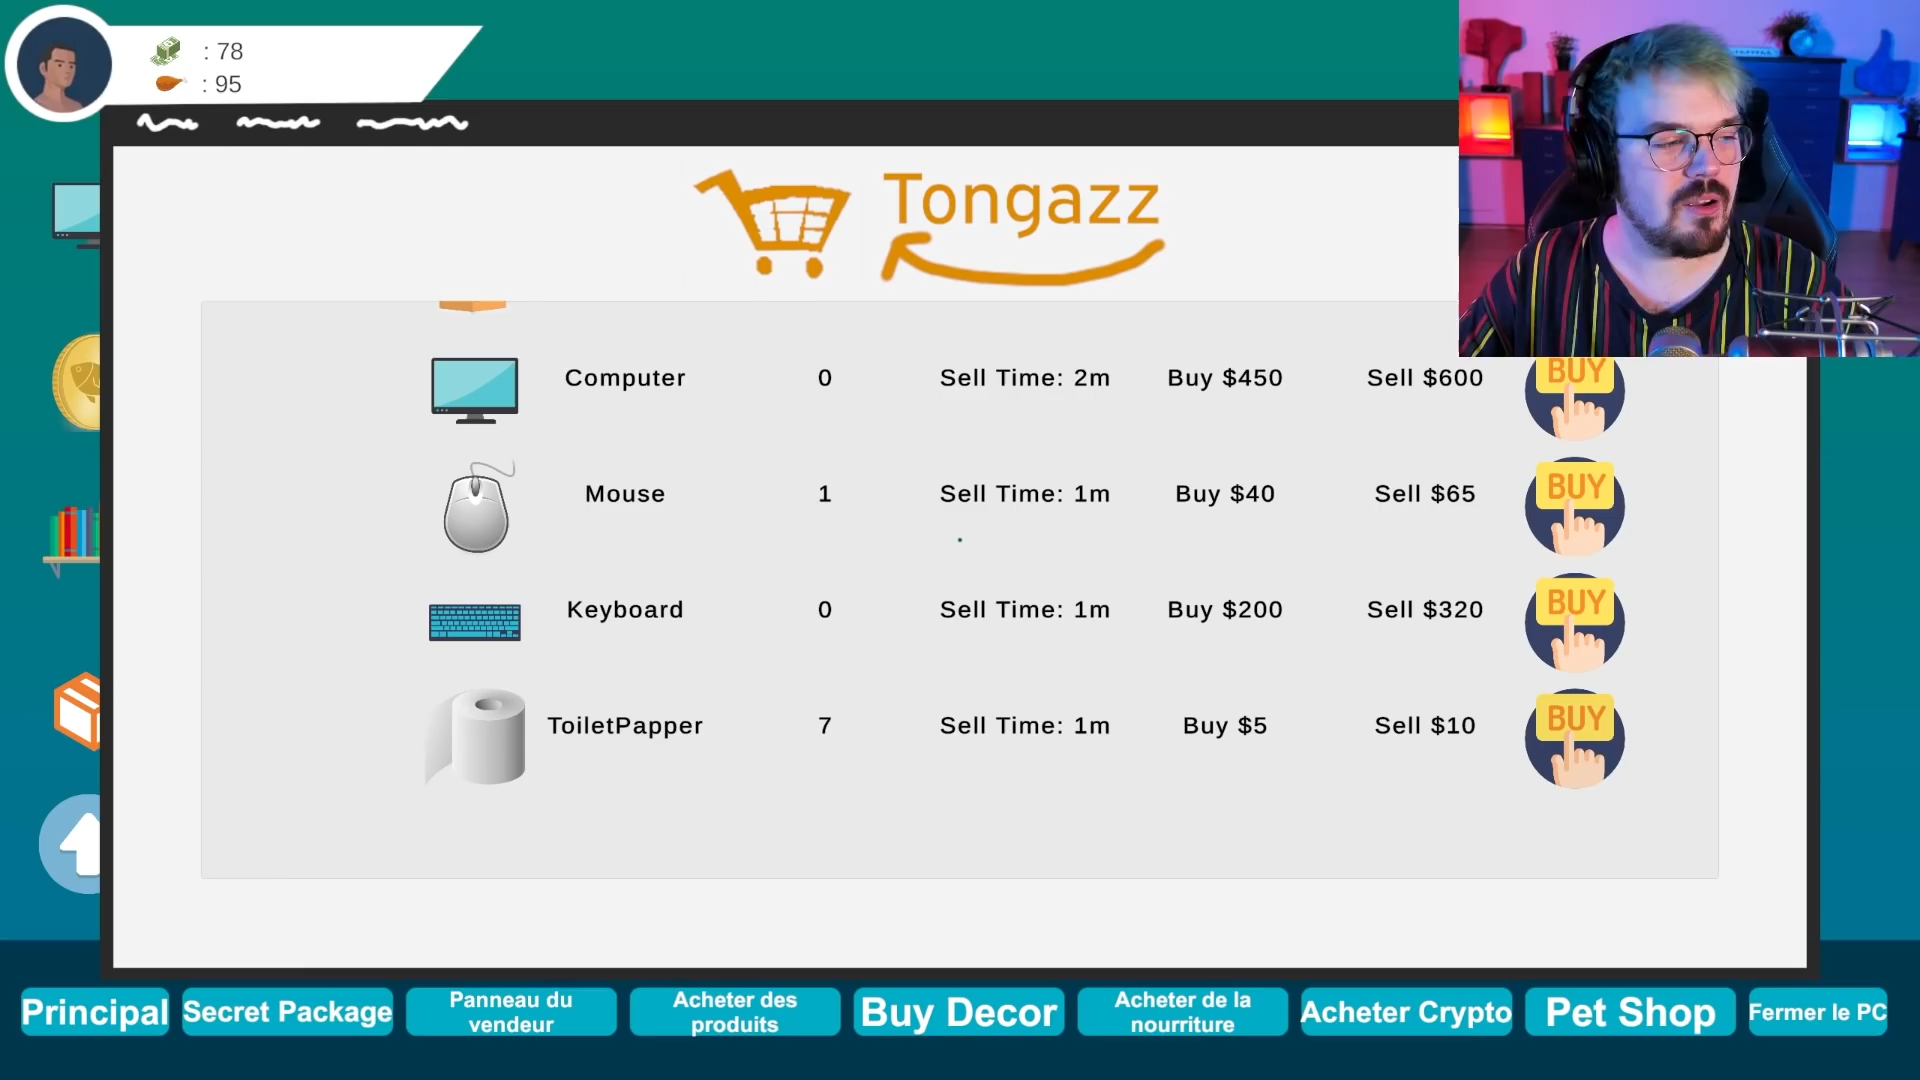 : 78
: 95
Tongazz
Computer 0 Sell Time: 2m Buy $450 Sell $600 BUY
Mouse 1 Sell Time: 1m Buy $40 Sell $65 BUY
Keyboard 0 Sell Time: 1m Buy $200 Sell $320 BUY
ToiletPapper 7 Sell Time: 1m Buy $5 Sell $10 BUY
Principal
Secret Package
Panneau du
vendeur
Acheter des
produits
Buy Decor
Acheter de la
nourriture
Acheter Crypto
Pet Shop
Fermer le PC